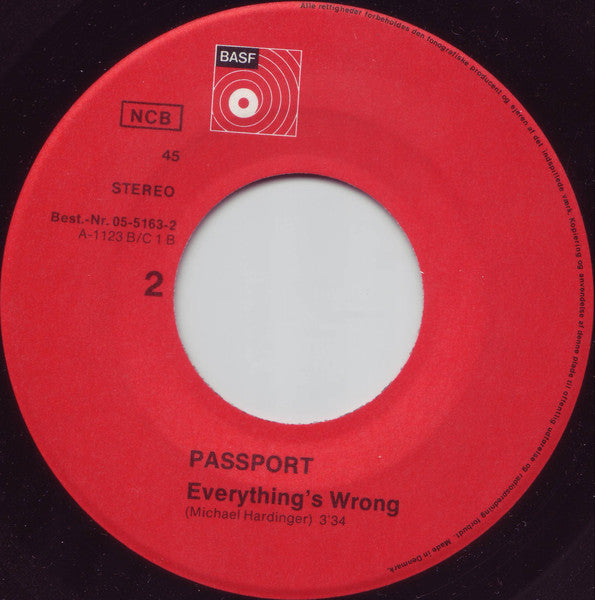 Alle rettigheder forbeholdes den fonografiske producent og ejeren af det indspillede værk. Kopiering og anvendelse af denne plade til offentlig udførelse og radiospredning forbudt. Made in Denmark.
BASF
NCB
45
STEREO
Best.-Nr. 05-5163-2
A-1123 B/C 1 B
2
PASSPORT
Everything's Wrong
(Michael Hardinger) 3'34